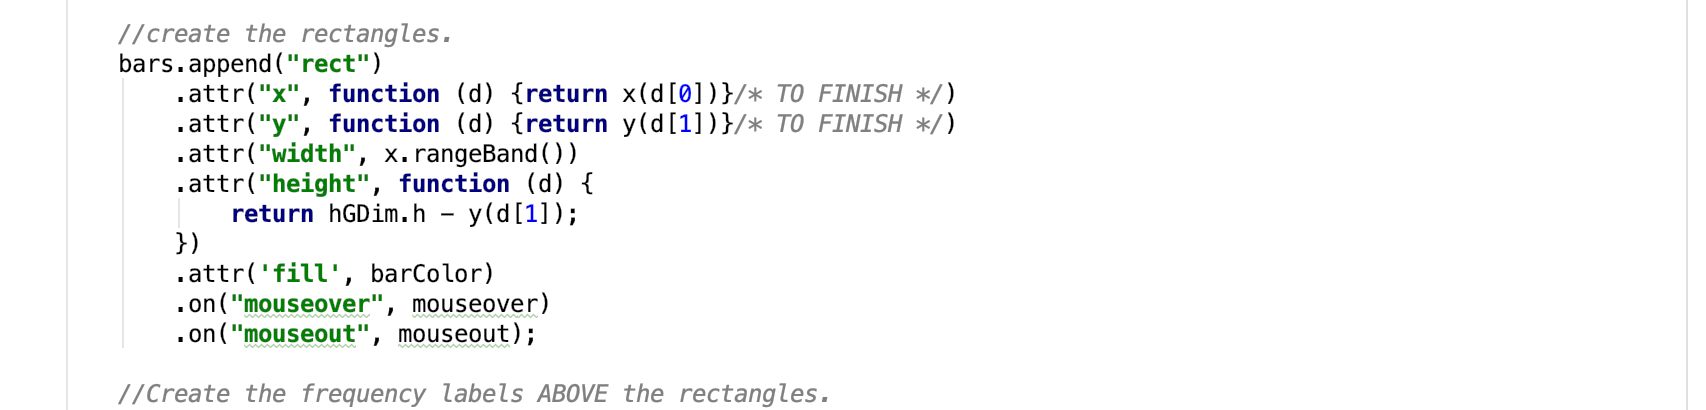 //create the rectangles.
bars.append("rect")
    .attr("x", function (d) {return x(d[0])}/* TO FINISH */)
    .attr("y", function (d) {return y(d[1])}/* TO FINISH */)
    .attr("width", x.rangeBand())
    .attr("height", function (d) {
        return hGDim.h - y(d[1]);
    })
    .attr('fill', barColor)
    .on("mouseover", mouseover)
    .on("mouseout", mouseout);
//Create the frequency labels ABOVE the rectangles.